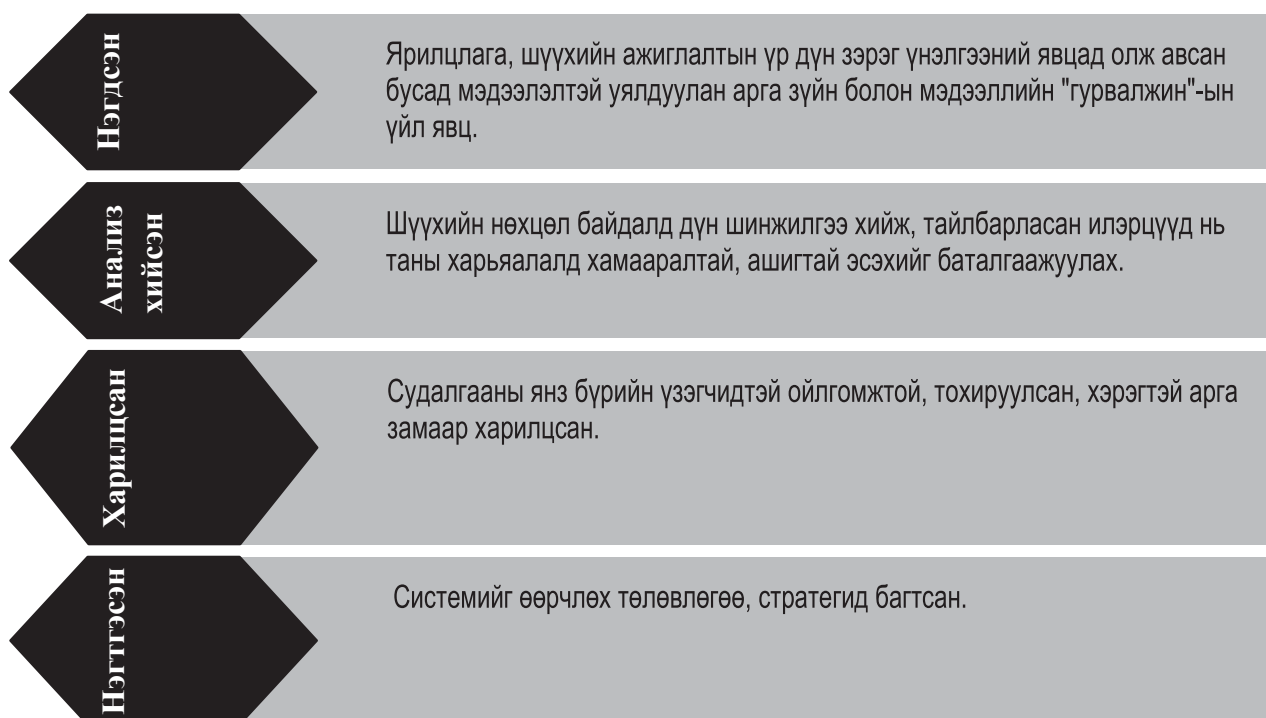 Нэгдсэн
Ярилцлага, шүүхийн ажиглалтын үр дүн зэрэг үнэлгээний явцад олж авсан
бусад мэдээлэлтэй уялдуулан арга зүйн болон мэдээллийн "гурвалжин"-ын
үйл явц.
Анализ
хийсэн
Шүүхийн нөхцөл байдалд дүн шинжилгээ хийж, тайлбарласан илэрцүүд нь
таны харьяалалд хамааралтай, ашигтай эсэхийг баталгаажуулах.
Харилцсан
Судалгааны янз бүрийн үзэгчидтэй ойлгомжтой, тохируулсан, хэрэгтэй арга
замаар харилцсан.
Нэгтгэсэн
Системийг өөрчлөх төлөвлөгөө, стратегид багтсан.